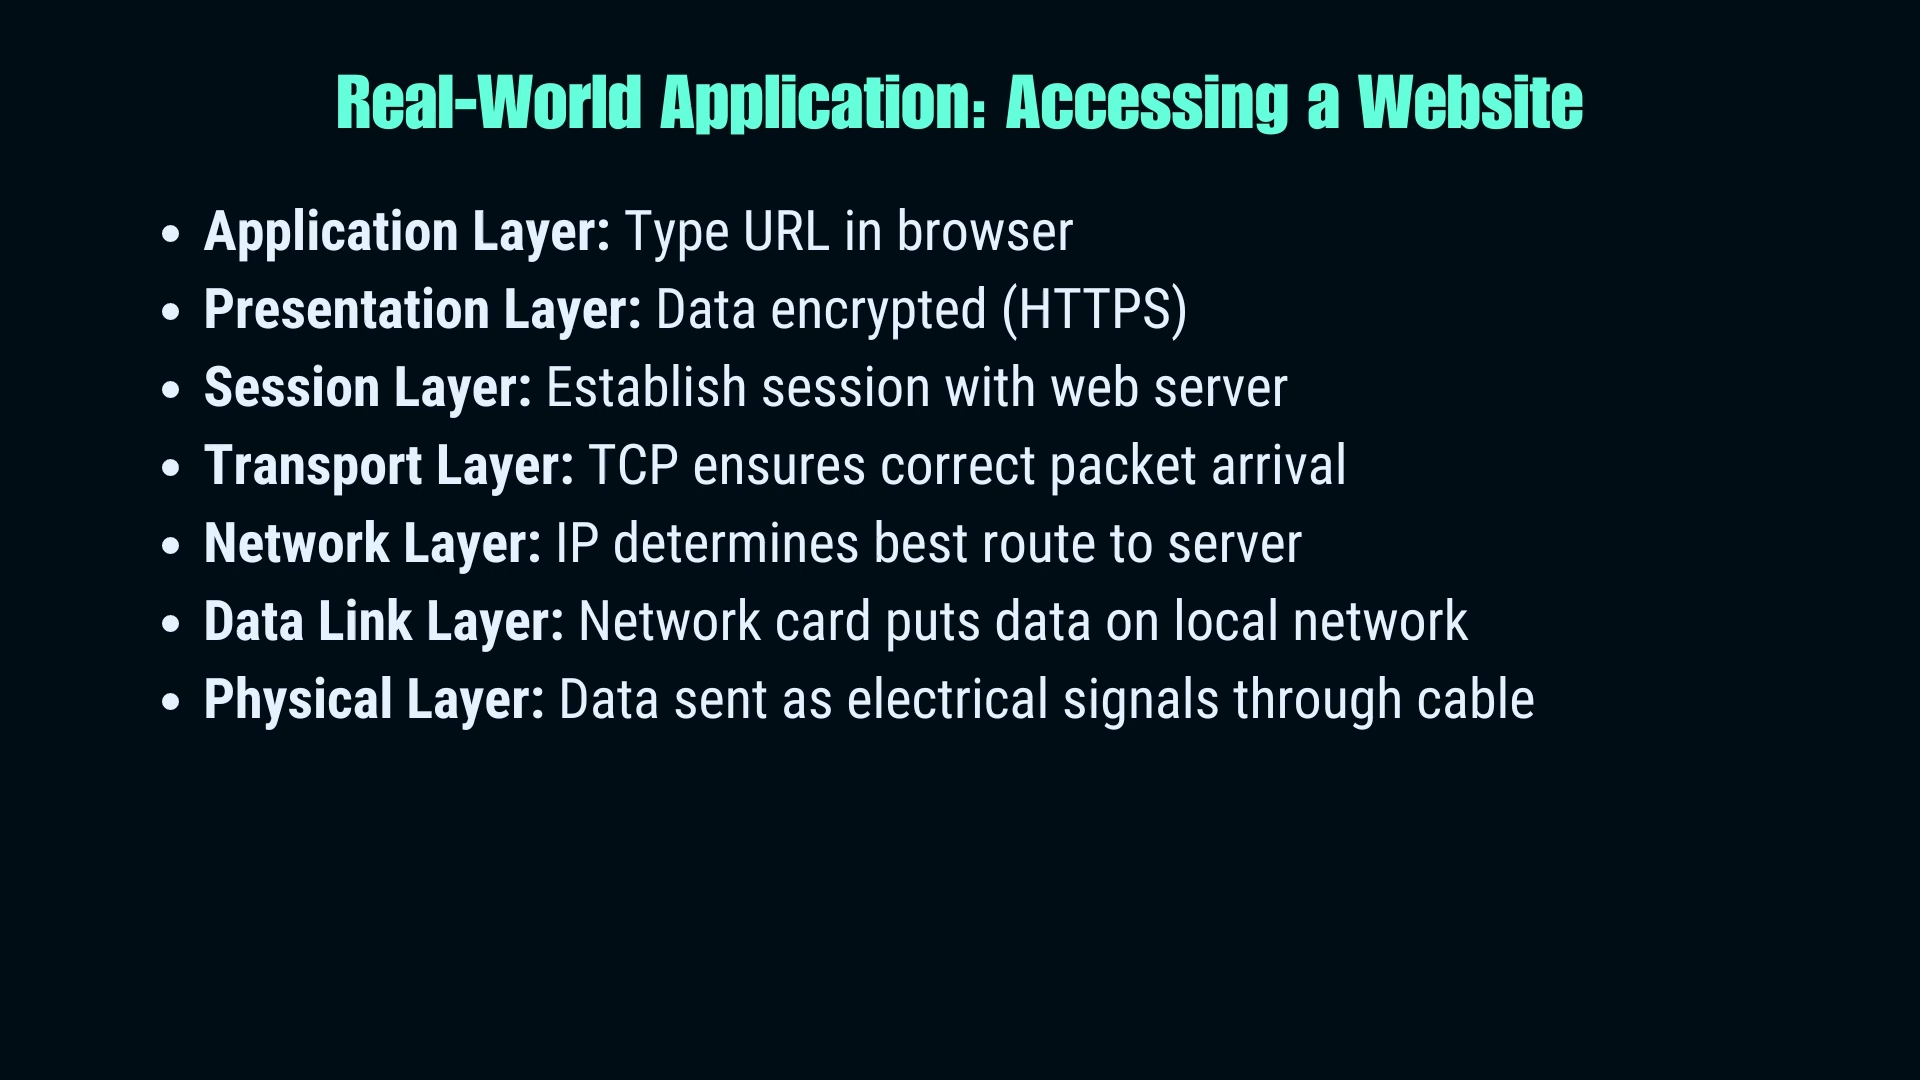 Real-World Application: Accessing a Website
• Application Layer: Type URL in browser
• Presentation Layer: Data encrypted (HTTPS)
• Session Layer: Establish session with web server
• Transport Layer: TCP ensures correct packet arrival
• Network Layer: IP determines best route to server
• Data Link Layer: Network card puts data on local network
• Physical Layer: Data sent as electrical signals through cable